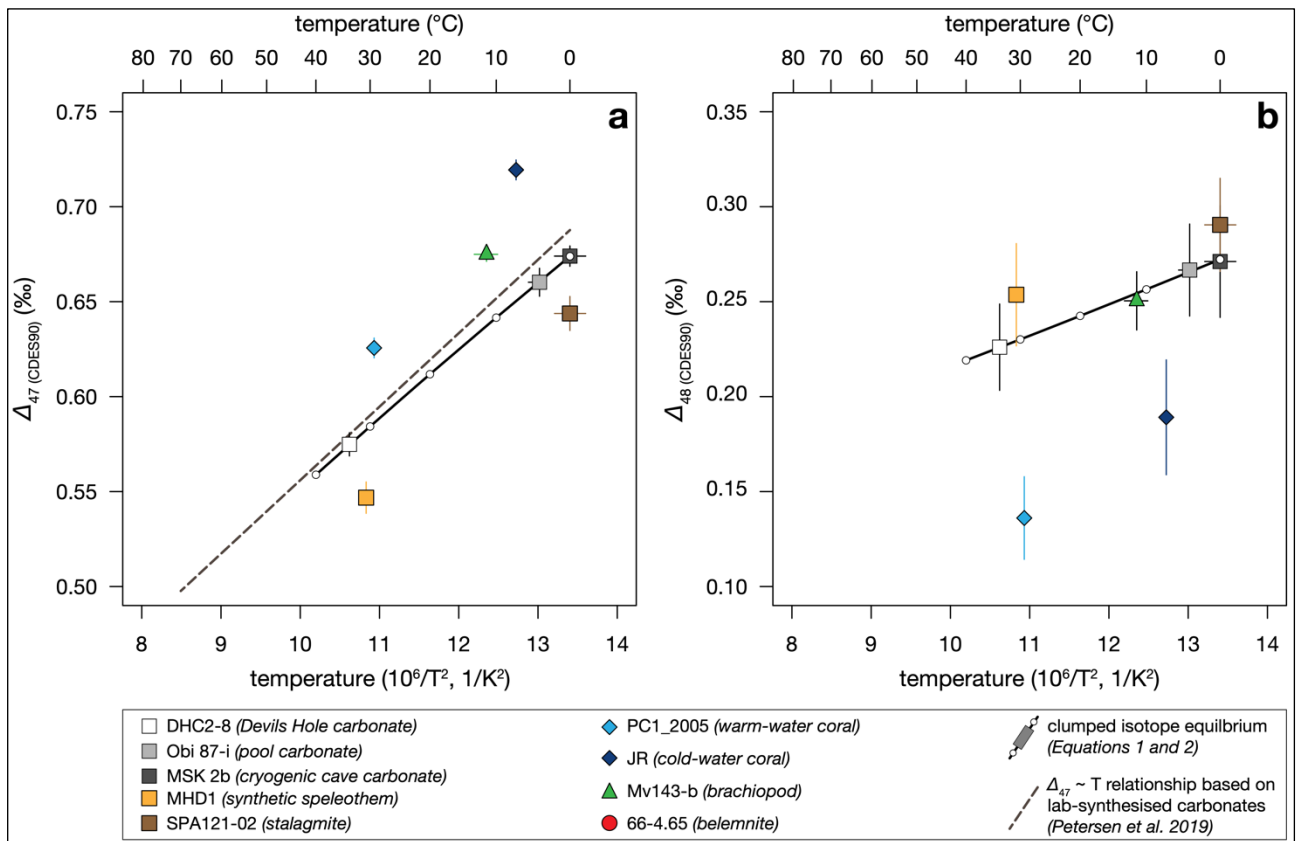 temperature (°C)
80 70 60 50 40 30 20 10 0
a
0.75
0.70
0.65
0.60
0.55
0.50
Δ47 (CDES90) (‰)
8 9 10 11 12 13 14
temperature (10⁶/T², 1/K²)
temperature (°C)
80 70 60 50 40 30 20 10 0
b
0.35
0.30
0.25
0.20
0.15
0.10
Δ48 (CDES90) (‰)
8 9 10 11 12 13 14
temperature (10⁶/T², 1/K²)
DHC2-8 (Devils Hole carbonate)
Obi 87-i (pool carbonate)
MSK 2b (cryogenic cave carbonate)
MHD1 (synthetic speleothem)
SPA121-02 (stalagmite)
PC1_2005 (warm-water coral)
JR (cold-water coral)
Mv143-b (brachiopod)
66-4.65 (belemnite)
clumped isotope equilbrium
(Equations 1 and 2)
Δ47 ~ T relationship based on
lab-synthesised carbonates
(Petersen et al. 2019)